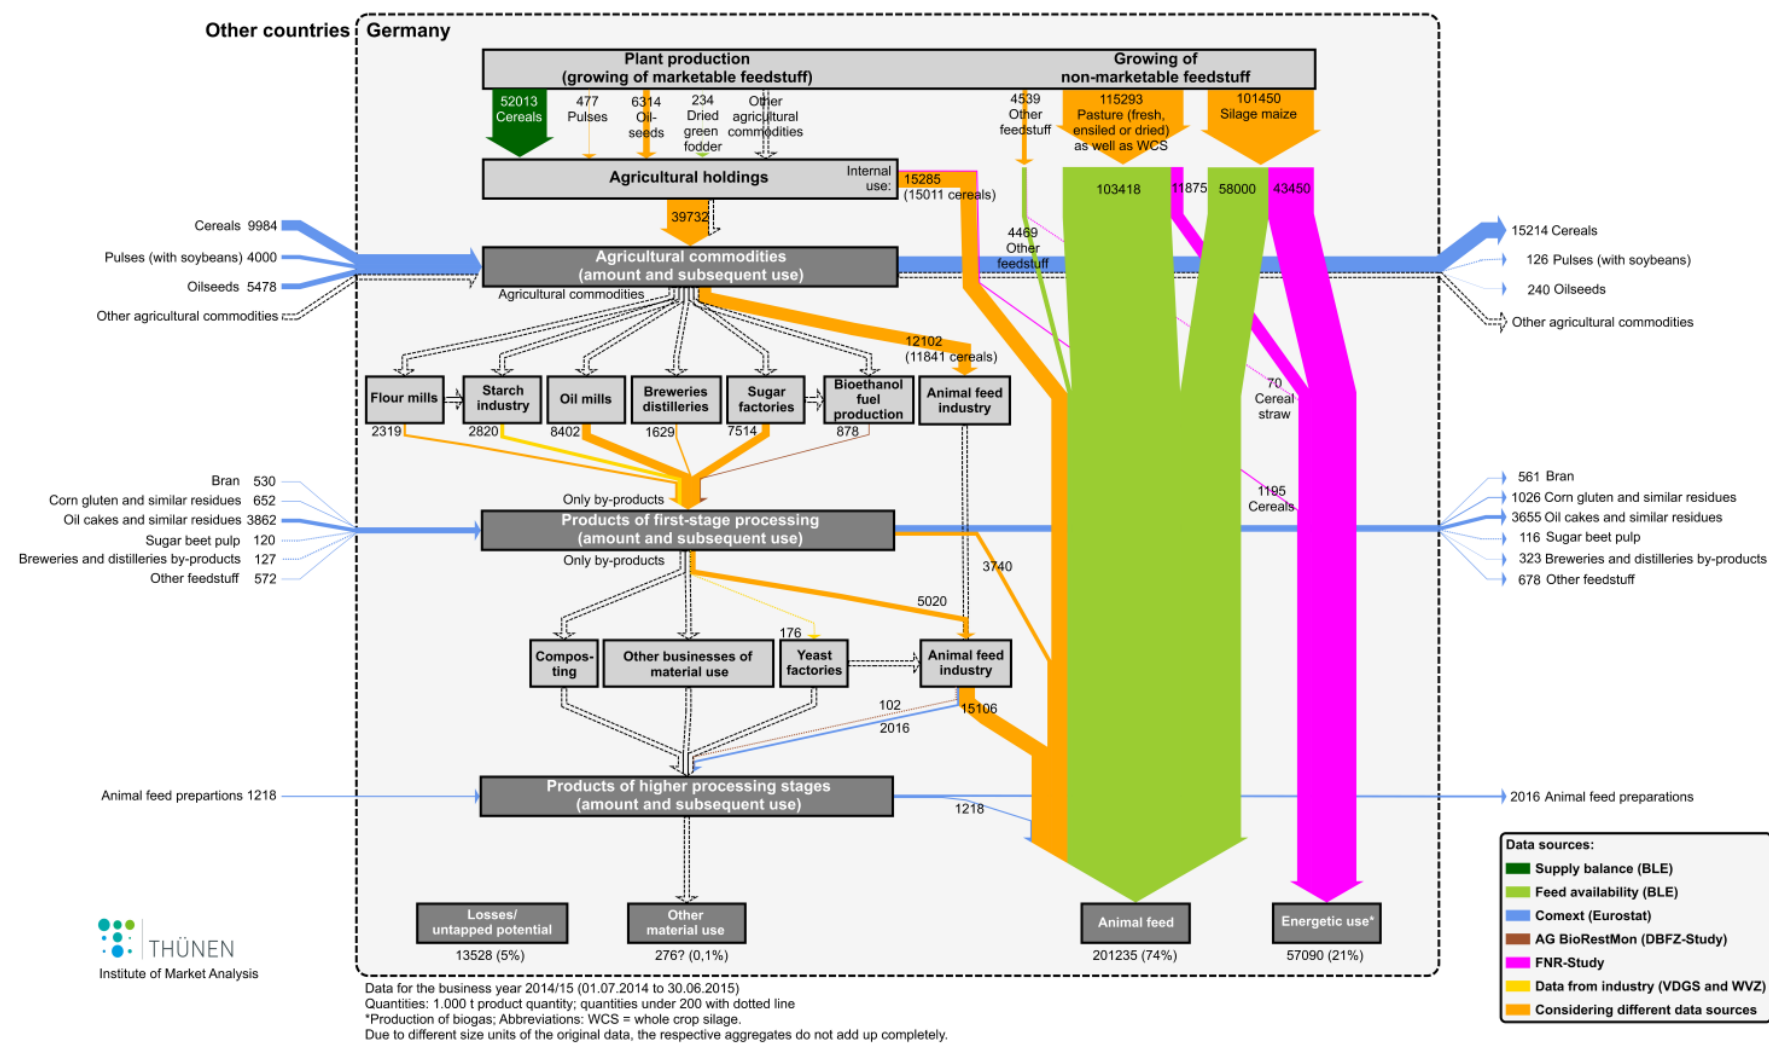 Other countries
Germany
Plant production
(growing of marketable feedstuff)
Growing of
non-marketable feedstuff
52013
Cereals
477
Pulses
6314
Oil-
seeds
234
Dried
green
fodder
Other
agricultural
commodities
4539
Other
feedstuff
115293
Pasture (fresh,
ensiled or dried)
as well as WCS
101450
Silage maize
Agricultural holdings
Internal
use:
15285
(15011 cereals)
103418
11875
58000
43450
39732
4469
Other
feedstuff
Cereals 9984
Pulses (with soybeans) 4000
Oilseeds 5478
Other agricultural commodities
Agricultural commodities
(amount and subsequent use)
15214 Cereals
126 Pulses (with soybeans)
240 Oilseeds
Other agricultural commodities
Agricultural commodities
12102
(11841 cereals)
Flour mills
Starch
industry
Oil mills
Breweries
distilleries
Sugar
factories
Bioethanol
fuel
production
Animal feed
industry
70
Cereal
straw
2319
2820
8402
1629
7514
878
Bran 530
Corn gluten and similar residues 652
Oil cakes and similar residues 3862
Sugar beet pulp 120
Breweries and distilleries by-products 127
Other feedstuff 572
Only by-products
1195
Cereals
Products of first-stage processing
(amount and subsequent use)
561 Bran
1026 Corn gluten and similar residues
3655 Oil cakes and similar residues
116 Sugar beet pulp
323 Breweries and distilleries by-products
678 Other feedstuff
Only by-products
3740
5020
176
Compos-
ting
Other businesses of
material use
Yeast
factories
Animal feed
industry
102
2016
15106
Animal feed prepartions 1218
Products of higher processing stages
(amount and subsequent use)
1218
2016 Animal feed preparations
Losses/
untapped potential
13528 (5%)
Other
material use
276? (0,1%)
Animal feed
201235 (74%)
Energetic use*
57090 (21%)
Data sources:
Supply balance (BLE)
Feed availability (BLE)
Comext (Eurostat)
AG BioRestMon (DBFZ-Study)
FNR-Study
Data from industry (VDGS and WVZ)
Considering different data sources
THÜNEN
Institute of Market Analysis
Data for the business year 2014/15 (01.07.2014 to 30.06.2015)
Quantities: 1.000 t product quantity; quantities under 200 with dotted line
*Production of biogas; Abbreviations: WCS = whole crop silage.
Due to different size units of the original data, the respective aggregates do not add up completely.